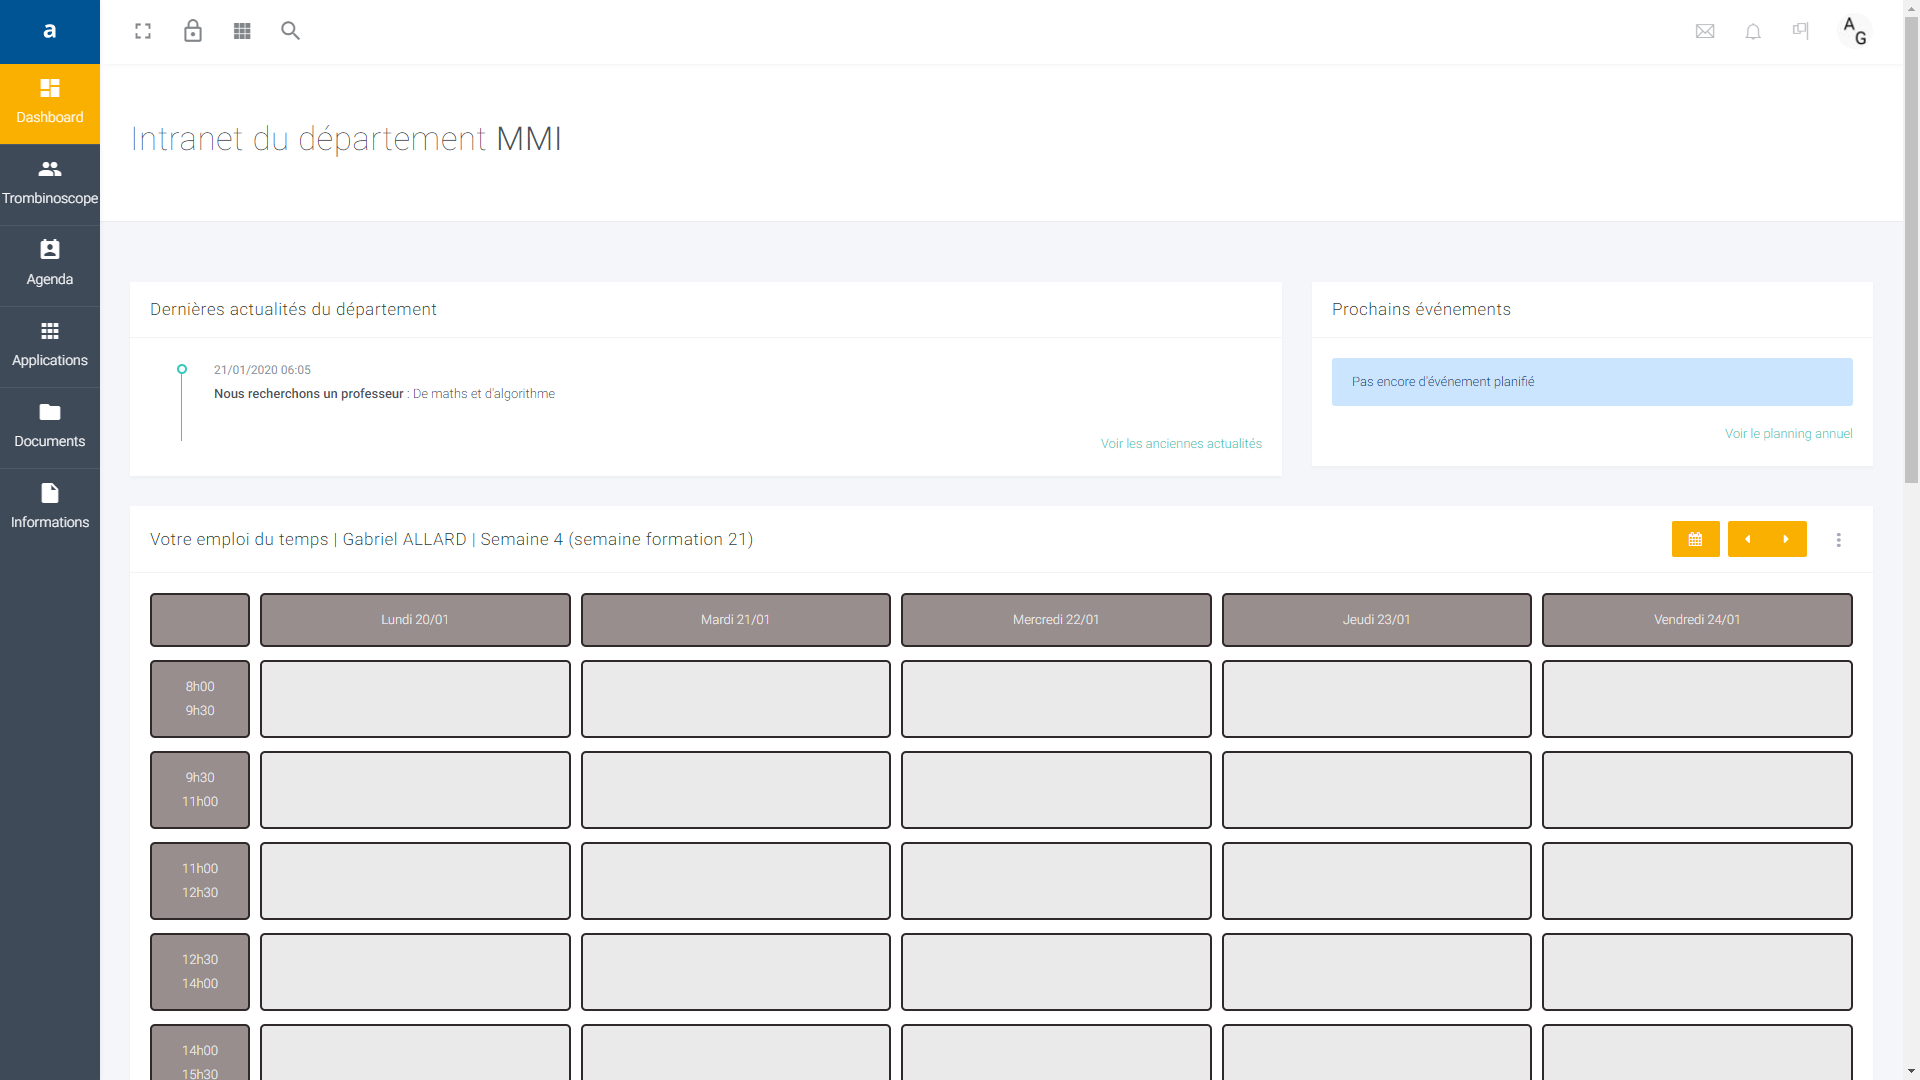 a
A
G
Dashboard
Trombinoscope
Agenda
Applications
Documents
Informations
Intranet du département MMI
Dernières actualités du département
21/01/2020 06:05
Nous recherchons un professeur : De maths et d'algorithme
Voir les anciennes actualités
Prochains événements
Pas encore d'événement planifié
Voir le planning annuel
Votre emploi du temps | Gabriel ALLARD | Semaine 4 (semaine formation 21)
Lundi 20/01
Mardi 21/01
Mercredi 22/01
Jeudi 23/01
Vendredi 24/01
8h00
9h30
9h30
11h00
11h00
12h30
12h30
14h00
14h00
15h30